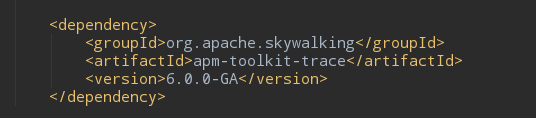 <dependency>
    <groupId>org.apache.skywalking</groupId>
    <artifactId>apm-toolkit-trace</artifactId>
    <version>6.0.0-GA</version>
</dependency>